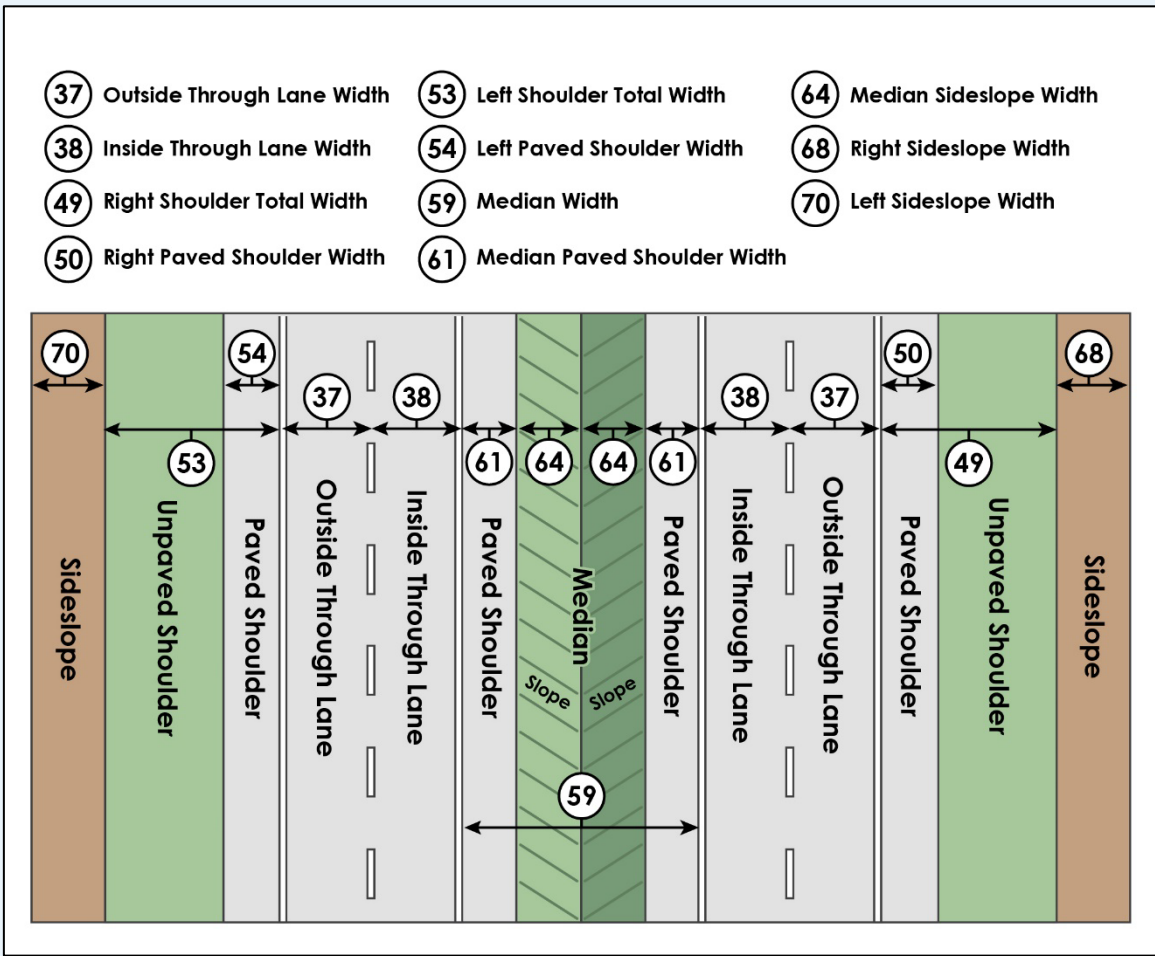 37 Outside Through Lane Width
38 Inside Through Lane Width
49 Right Shoulder Total Width
50 Right Paved Shoulder Width
53 Left Shoulder Total Width
54 Left Paved Shoulder Width
59 Median Width
61 Median Paved Shoulder Width
64 Median Sideslope Width
68 Right Sideslope Width
70 Left Sideslope Width
70
54
50
68
37
38
38
37
53
61
64
64
61
49
Sideslope
Unpaved Shoulder
Paved Shoulder
Outside Through Lane
Inside Through Lane
Paved Shoulder
Slope
Median
Slope
Paved Shoulder
Inside Through Lane
Outside Through Lane
Paved Shoulder
Unpaved Shoulder
Sideslope
59